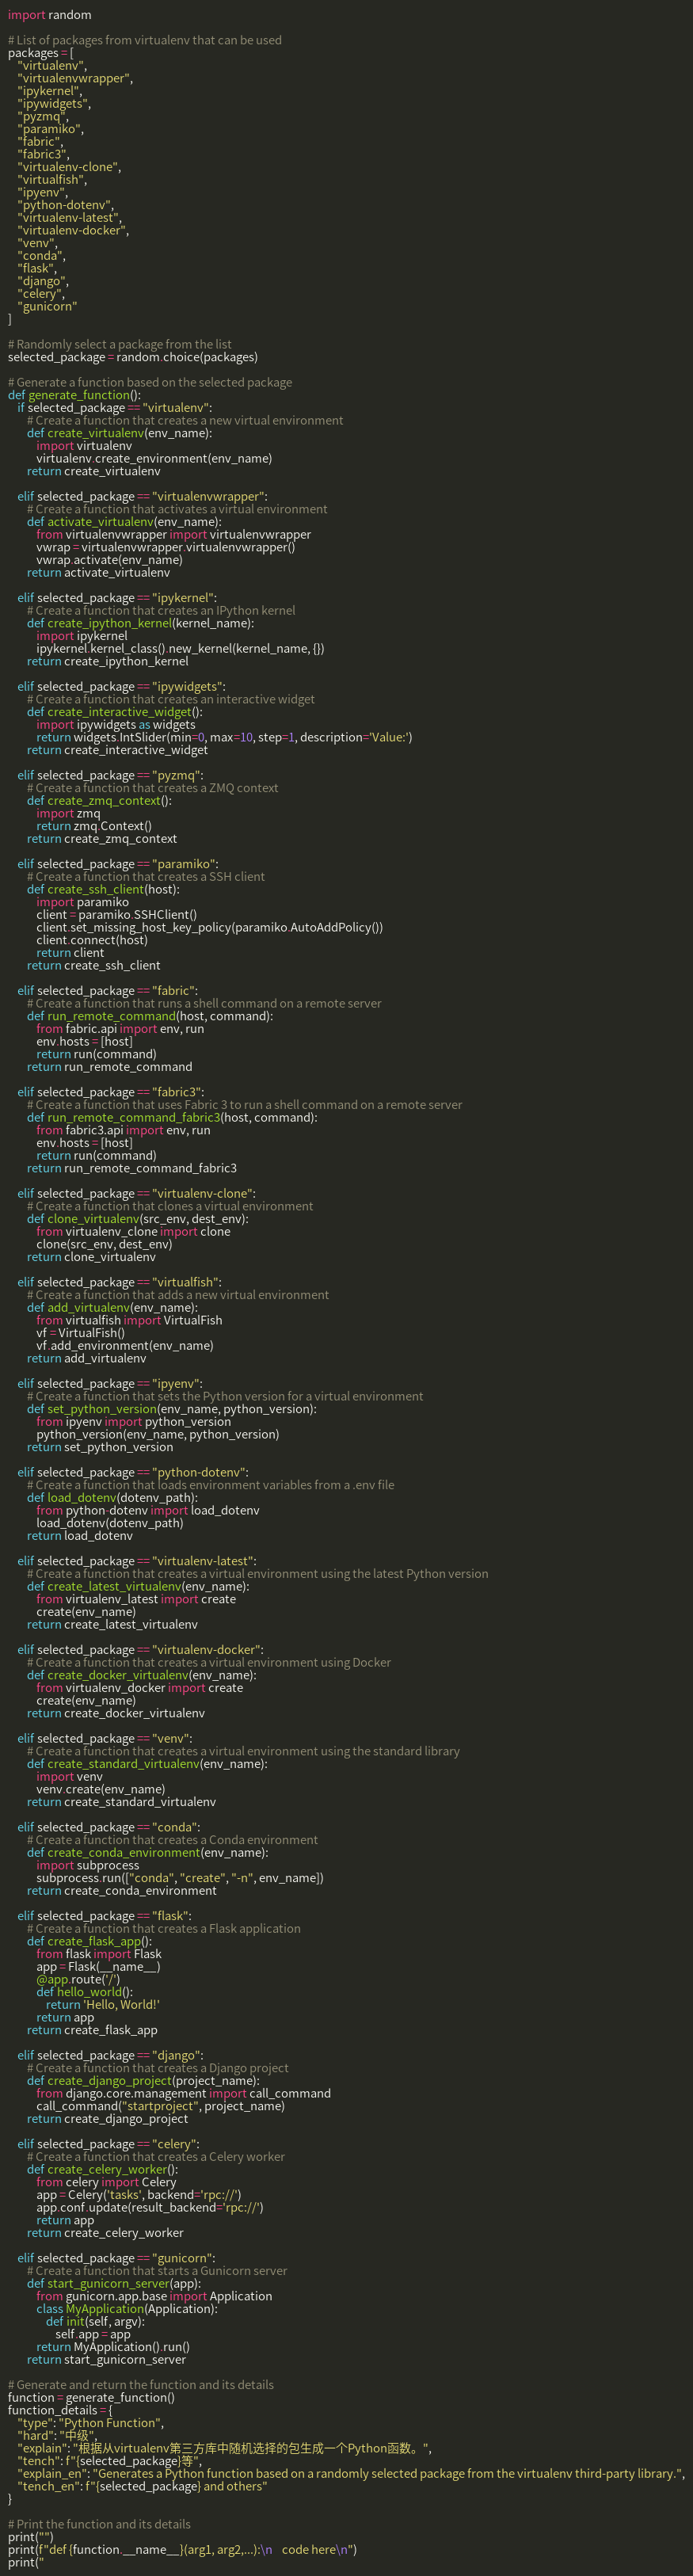 import random

# List of packages from virtualenv that can be used
packages = [
    "virtualenv",
    "virtualenvwrapper",
    "ipykernel",
    "ipywidgets",
    "pyzmq",
    "paramiko",
    "fabric",
    "fabric3",
    "virtualenv-clone",
    "virtualfish",
    "ipyenv",
    "python-dotenv",
    "virtualenv-latest",
    "virtualenv-docker",
    "venv",
    "conda",
    "flask",
    "django",
    "celery",
    "gunicorn"
]

# Randomly select a package from the list
selected_package = random.choice(packages)

# Generate a function based on the selected package
def generate_function():
    if selected_package == "virtualenv":
        # Create a function that creates a new virtual environment
        def create_virtualenv(env_name):
            import virtualenv
            virtualenv.create_environment(env_name)
        return create_virtualenv

    elif selected_package == "virtualenvwrapper":
        # Create a function that activates a virtual environment
        def activate_virtualenv(env_name):
            from virtualenvwrapper import virtualenvwrapper
            vwrap = virtualenvwrapper.virtualenvwrapper()
            vwrap.activate(env_name)
        return activate_virtualenv

    elif selected_package == "ipykernel":
        # Create a function that creates an IPython kernel
        def create_ipython_kernel(kernel_name):
            import ipykernel
            ipykernel.kernel_class().new_kernel(kernel_name, {})
        return create_ipython_kernel

    elif selected_package == "ipywidgets":
        # Create a function that creates an interactive widget
        def create_interactive_widget():
            import ipywidgets as widgets
            return widgets.IntSlider(min=0, max=10, step=1, description='Value:')
        return create_interactive_widget

    elif selected_package == "pyzmq":
        # Create a function that creates a ZMQ context
        def create_zmq_context():
            import zmq
            return zmq.Context()
        return create_zmq_context

    elif selected_package == "paramiko":
        # Create a function that creates a SSH client
        def create_ssh_client(host):
            import paramiko
            client = paramiko.SSHClient()
            client.set_missing_host_key_policy(paramiko.AutoAddPolicy())
            client.connect(host)
            return client
        return create_ssh_client

    elif selected_package == "fabric":
        # Create a function that runs a shell command on a remote server
        def run_remote_command(host, command):
            from fabric.api import env, run
            env.hosts = [host]
            return run(command)
        return run_remote_command

    elif selected_package == "fabric3":
        # Create a function that uses Fabric 3 to run a shell command on a remote server
        def run_remote_command_fabric3(host, command):
            from fabric3.api import env, run
            env.hosts = [host]
            return run(command)
        return run_remote_command_fabric3

    elif selected_package == "virtualenv-clone":
        # Create a function that clones a virtual environment
        def clone_virtualenv(src_env, dest_env):
            from virtualenv_clone import clone
            clone(src_env, dest_env)
        return clone_virtualenv

    elif selected_package == "virtualfish":
        # Create a function that adds a new virtual environment
        def add_virtualenv(env_name):
            from virtualfish import VirtualFish
            vf = VirtualFish()
            vf.add_environment(env_name)
        return add_virtualenv

    elif selected_package == "ipyenv":
        # Create a function that sets the Python version for a virtual environment
        def set_python_version(env_name, python_version):
            from ipyenv import python_version
            python_version(env_name, python_version)
        return set_python_version

    elif selected_package == "python-dotenv":
        # Create a function that loads environment variables from a .env file
        def load_dotenv(dotenv_path):
            from python-dotenv import load_dotenv
            load_dotenv(dotenv_path)
        return load_dotenv

    elif selected_package == "virtualenv-latest":
        # Create a function that creates a virtual environment using the latest Python version
        def create_latest_virtualenv(env_name):
            from virtualenv_latest import create
            create(env_name)
        return create_latest_virtualenv

    elif selected_package == "virtualenv-docker":
        # Create a function that creates a virtual environment using Docker
        def create_docker_virtualenv(env_name):
            from virtualenv_docker import create
            create(env_name)
        return create_docker_virtualenv

    elif selected_package == "venv":
        # Create a function that creates a virtual environment using the standard library
        def create_standard_virtualenv(env_name):
            import venv
            venv.create(env_name)
        return create_standard_virtualenv

    elif selected_package == "conda":
        # Create a function that creates a Conda environment
        def create_conda_environment(env_name):
            import subprocess
            subprocess.run(["conda", "create", "-n", env_name])
        return create_conda_environment

    elif selected_package == "flask":
        # Create a function that creates a Flask application
        def create_flask_app():
            from flask import Flask
            app = Flask(__name__)
            @app.route('/')
            def hello_world():
                return 'Hello, World!'
            return app
        return create_flask_app

    elif selected_package == "django":
        # Create a function that creates a Django project
        def create_django_project(project_name):
            from django.core.management import call_command
            call_command("startproject", project_name)
        return create_django_project

    elif selected_package == "celery":
        # Create a function that creates a Celery worker
        def create_celery_worker():
            from celery import Celery
            app = Celery('tasks', backend='rpc://')
            app.conf.update(result_backend='rpc://')
            return app
        return create_celery_worker

    elif selected_package == "gunicorn":
        # Create a function that starts a Gunicorn server
        def start_gunicorn_server(app):
            from gunicorn.app.base import Application
            class MyApplication(Application):
                def init(self, argv):
                    self.app = app
            return MyApplication().run()
        return start_gunicorn_server

# Generate and return the function and its details
function = generate_function()
function_details = {
    "type": "Python Function",
    "hard": "中级",
    "explain": "根据从virtualenv第三方库中随机选择的包生成一个Python函数。",
    "tench": f"{selected_package}等",
    "explain_en": "Generates a Python function based on a randomly selected package from the virtualenv third-party library.",
    "tench_en": f"{selected_package} and others"
}

# Print the function and its details
print("")
print(f"def {function.__name__}(arg1, arg2,...):\n    code here\n")
print("